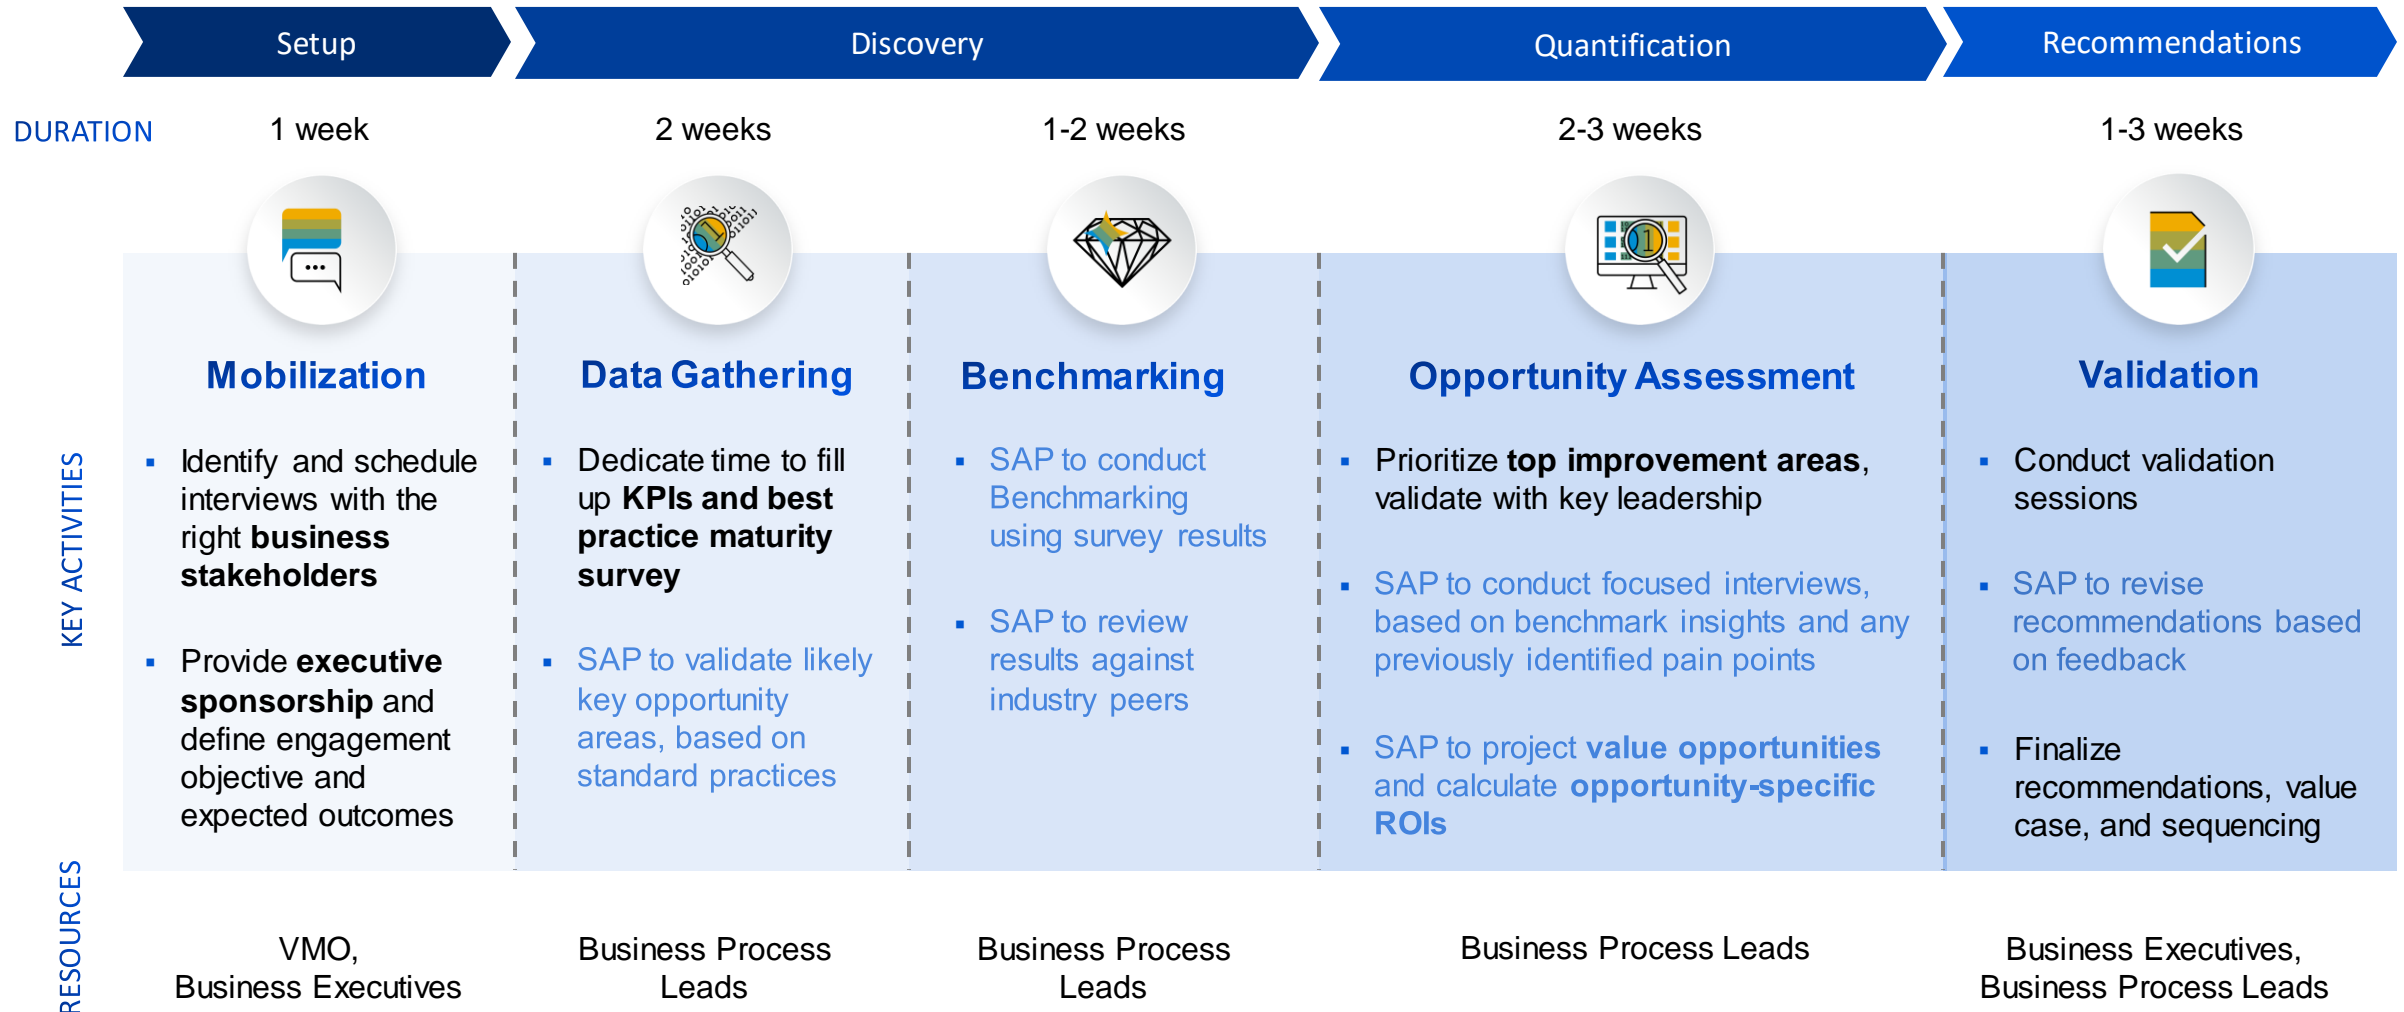 Setup
Discovery
Quantification
Recommendations
DURATION
1 week
2 weeks
1-2 weeks
2-3 weeks
1-3 weeks
Mobilization
Data Gathering
Benchmarking
Opportunity Assessment
Validation
KEY ACTIVITIES
Identify and schedule
interviews with the
right business
stakeholders
Provide executive
sponsorship and
define engagement
objective and
expected outcomes
Dedicate time to fill
up KPIs and best
practice maturity
survey
SAP to validate likely
key opportunity
areas, based on
standard practices
SAP to conduct
Benchmarking
using survey results
SAP to review
results against
industry peers
Prioritize top improvement areas,
validate with key leadership
SAP to conduct focused interviews,
based on benchmark insights and any
previously identified pain points
SAP to project value opportunities
and calculate opportunity-specific
ROIs
Conduct validation
sessions
SAP to revise
recommendations based
on feedback
Finalize
recommendations, value
case, and sequencing
RESOURCES
VMO,
Business Executives
Business Process
Leads
Business Process
Leads
Business Process Leads
Business Executives,
Business Process Leads